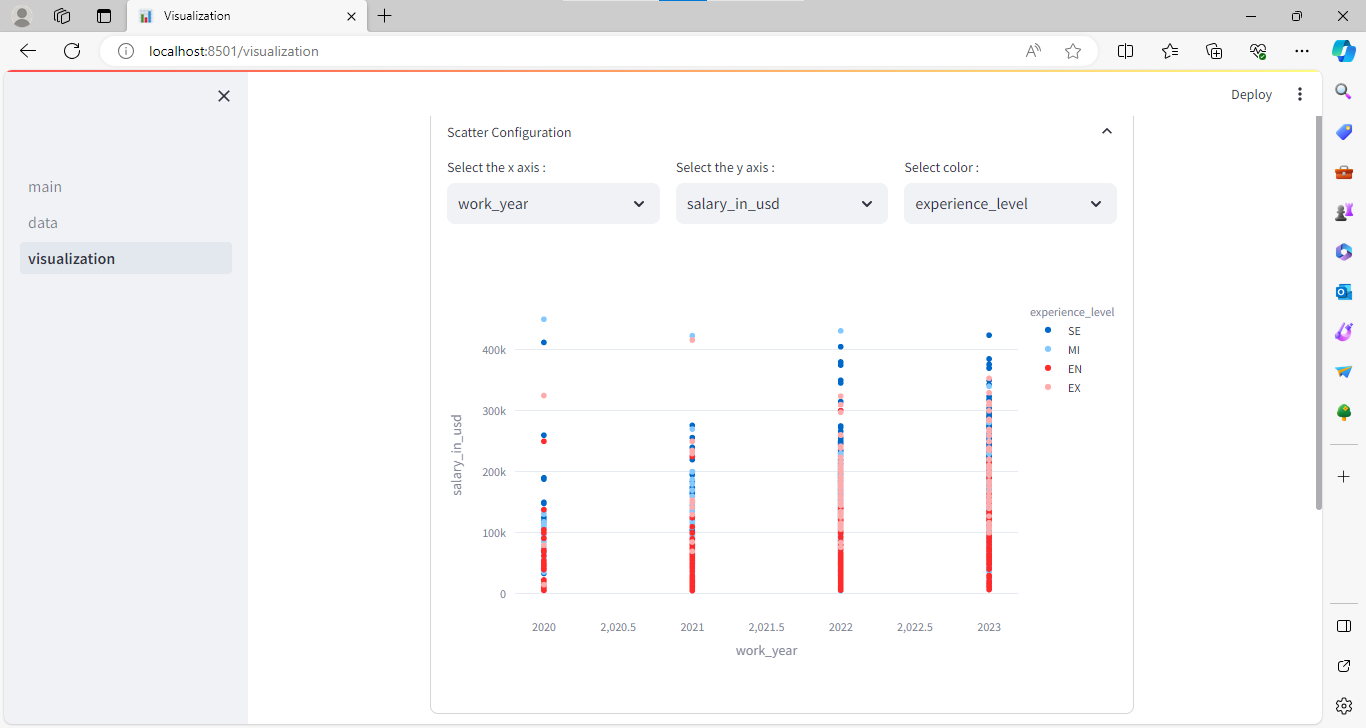 Visualization
localhost:8501/visualization
Deploy
main
data
visualization
Scatter Configuration
Select the x axis :
Select the y axis :
Select color :
work_year
salary_in_usd
experience_level
experience_level
SE
MI
EN
EX
400k
300k
200k
100k
0
salary_in_usd
2020
2,020.5
2021
2,021.5
2022
2,022.5
2023
work_year